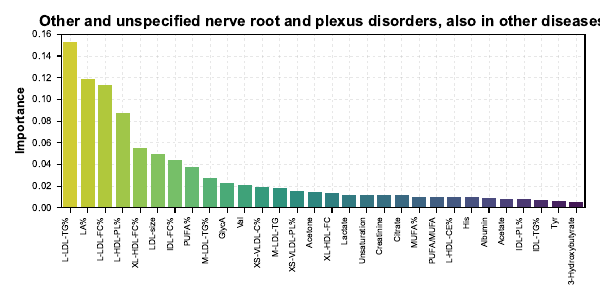 Other and unspecified nerve root and plexus disorders, also in other diseases
Importance
0.16
0.14
0.12
0.10
0.08
0.06
0.04
0.02
0.00
L-LDL-TG%
LA%
L-LDL-FC%
L-HDL-PL%
XL-HDL-FC%
LDL-size
IDL-FC%
PUFA%
M-LDL-TG%
GlycA
Val
XS-VLDL-C%
M-LDL-TG
XS-VLDL-PL%
Acetone
XL-HDL-FC
Lactate
Unsaturation
Creatinine
Citrate
MUFA%
PUFA/MUFA
L-HDL-CE%
His
Albumin
Acetate
IDL-PL%
IDL-TG%
Tyr
3-Hydroxybutyrate